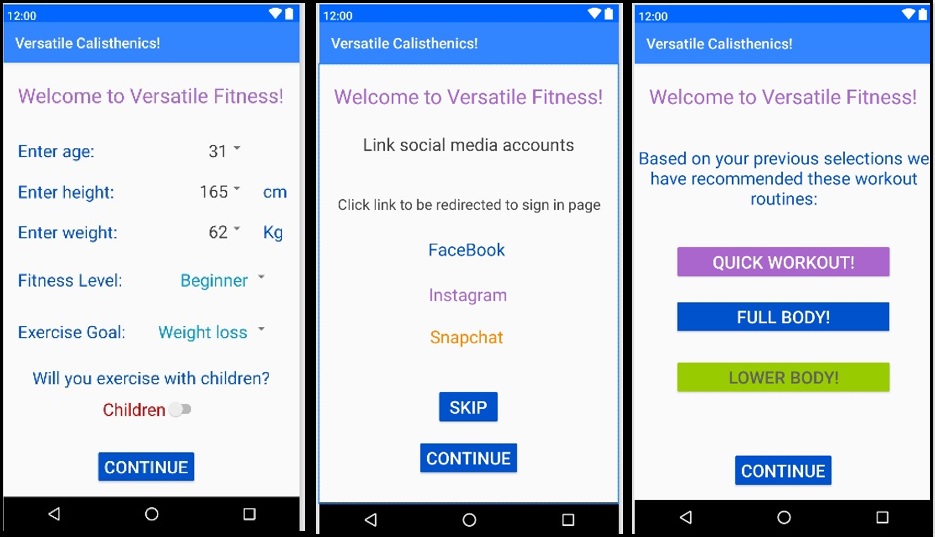 12:00
Versatile Calisthenics!
Welcome to Versatile Fitness!
Enter age: 31
Enter height: 165 cm
Enter weight: 62 Kg
Fitness Level: Beginner
Exercise Goal: Weight loss
Will you exercise with children?
Children
CONTINUE
12:00
Versatile Calisthenics!
Welcome to Versatile Fitness!
Link social media accounts
Click link to be redirected to sign in page
FaceBook
Instagram
Snapchat
SKIP
CONTINUE
12:00
Versatile Calisthenics!
Welcome to Versatile Fitness!
Based on your previous selections we
have recommended these workout
routines:
QUICK WORKOUT!
FULL BODY!
LOWER BODY!
CONTINUE